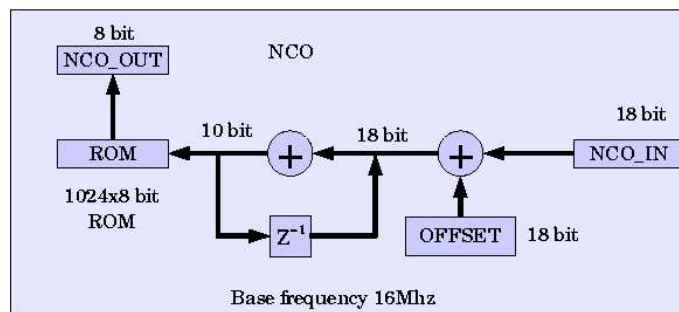 8 bit
NCO_OUT
NCO
10 bit
18 bit
18 bit
ROM
+
+
NCO_IN
1024x8 bit
ROM
Z⁻¹
OFFSET
18 bit
Base frequency 16Mhz